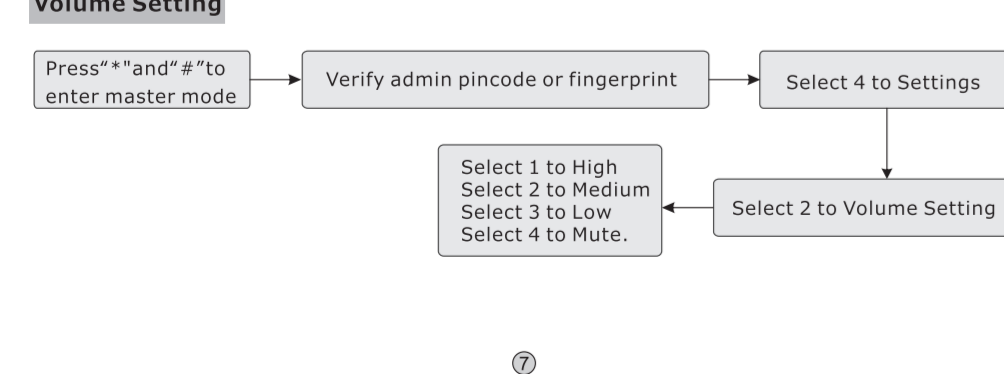 Volume Setting
Press“*"and“#”to
enter master mode
Verify admin pincode or fingerprint
Select 4 to Settings
Select 2 to Volume Setting
Select 1 to High
Select 2 to Medium
Select 3 to Low
Select 4 to Mute.
7